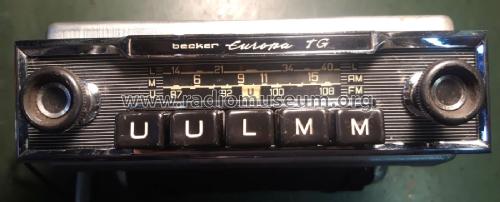 becker Europa TG
L 14 21 34 40 L
M 6 9 11 15 AM
U 87 92 U 100 108 FM
www.radiomuseum.org
U U L M M